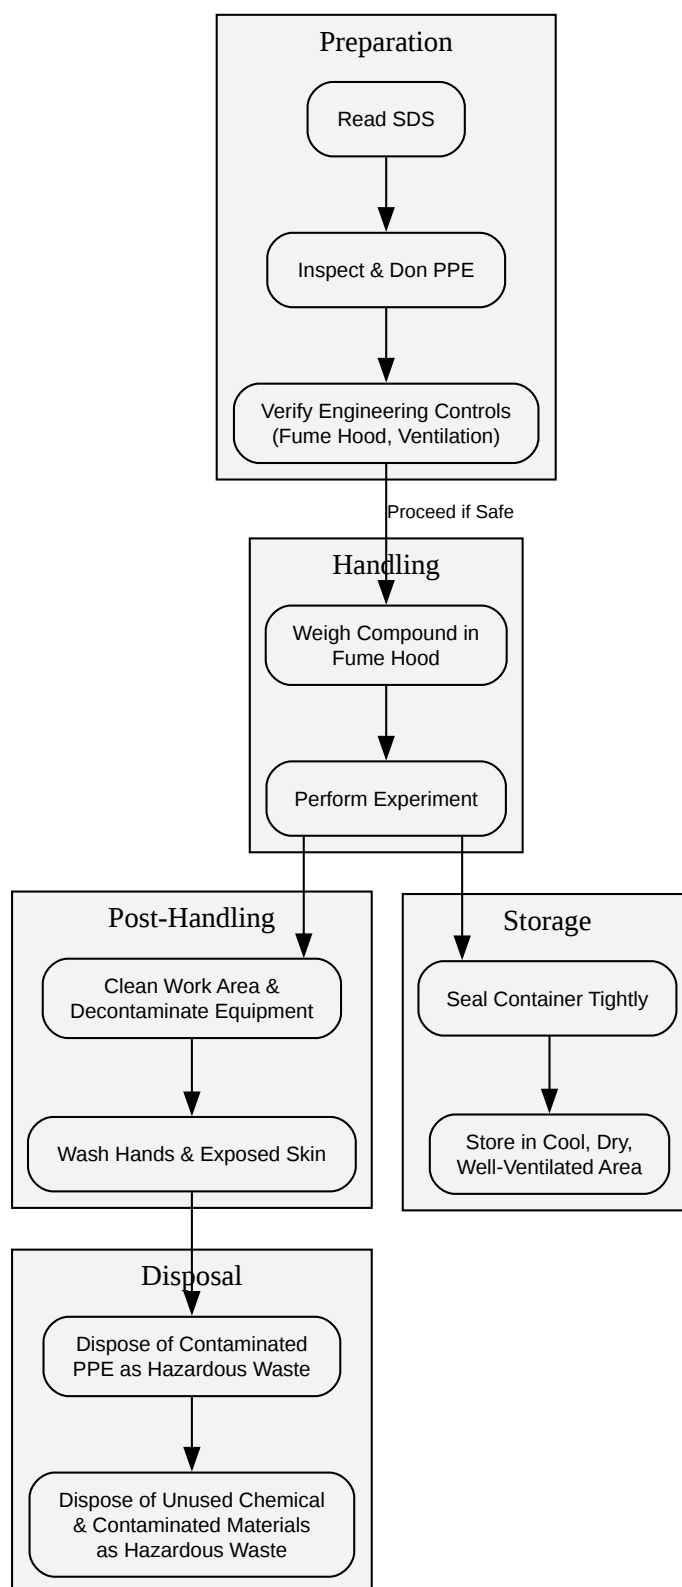 Preparation
Read SDS
Inspect & Don PPE
Verify Engineering Controls
(Fume Hood, Ventilation)
Proceed if Safe
Handling
Weigh Compound in
Fume Hood
Perform Experiment
Post-Handling
Clean Work Area &
Decontaminate Equipment
Wash Hands & Exposed Skin
Storage
Seal Container Tightly
Store in Cool, Dry,
Well-Ventilated Area
Disposal
Dispose of Contaminated
PPE as Hazardous Waste
Dispose of Unused Chemical
& Contaminated Materials
as Hazardous Waste